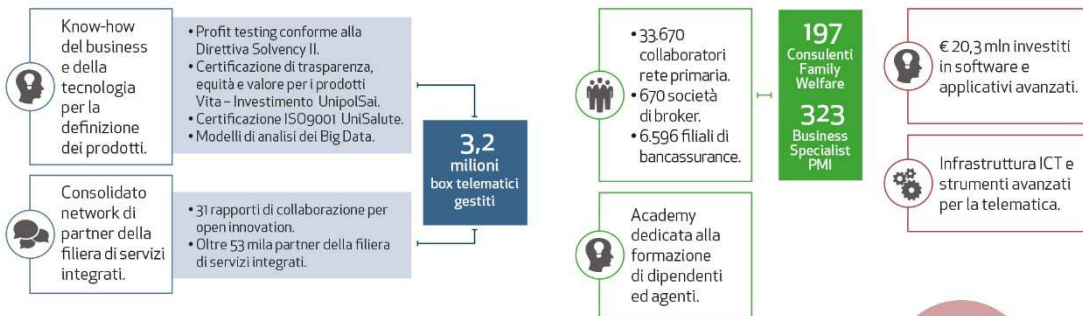 Know-how
del business
e della
tecnologia
per la
definizione
dei prodotti.
• Profit testing conforme alla
Direttiva Solvency II.
• Certificazione di trasparenza,
equità e valore per i prodotti
Vita – Investimento UnipolSai.
• Certificazione ISO9001 UniSalute.
• Modelli di analisi dei Big Data.
Consolidato
network di
partner della
filiera di servizi
integrati.
• 31 rapporti di collaborazione per
open innovation.
• Oltre 53 mila partner della filiera
di servizi integrati.
3,2
milioni
box telematici
gestiti
• 33.670
collaboratori
rete primaria.
• 670 società
di broker.
• 6.596 filiali di
bancassurance.
197
Consulenti
Family
Welfare
323
Business
Specialist
PMI
Academy
dedicata alla
formazione
di dipendenti
ed agenti.
€ 20,3 mln investiti
in software e
applicativi avanzati.
Infrastruttura ICT e
strumenti avanzati
per la telematica.